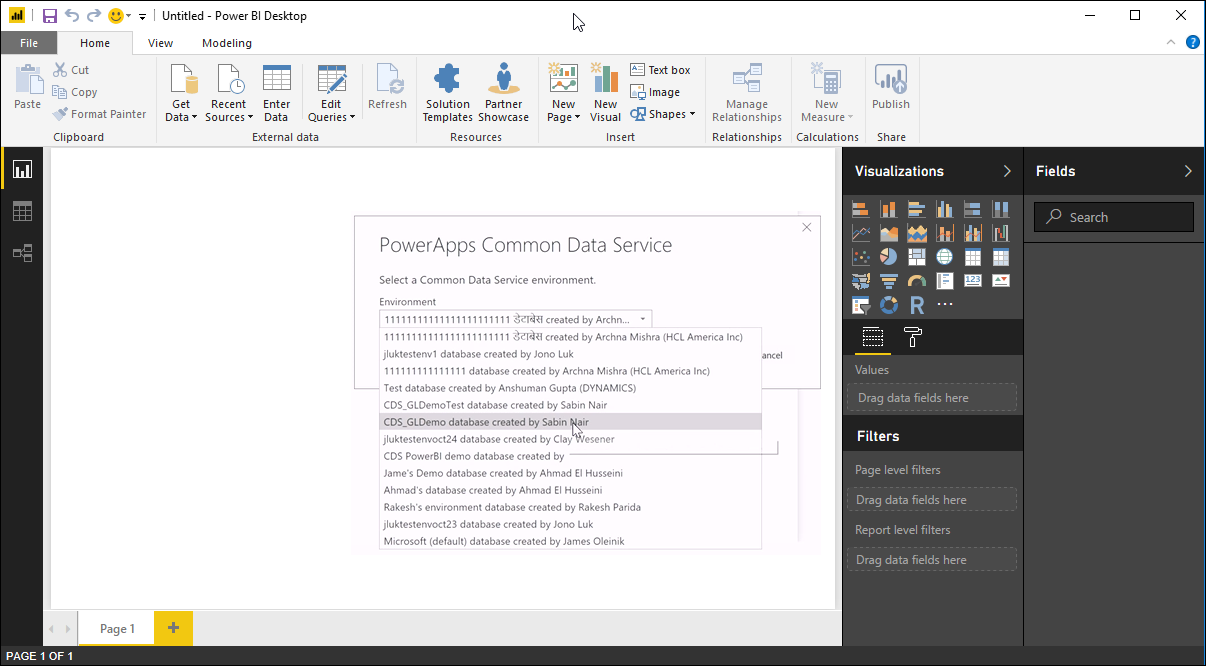 Untitled - Power BI Desktop
File Home View Modeling
Paste Cut Copy Format Painter
Get Data Recent Sources Enter Data Edit Queries Refresh Solution Templates Partner Showcase New Page New Visual Text box Image Shapes Manage Relationships New Measure Publish
Clipboard External data Resources Insert Relationships Calculations Share
PowerApps Common Data Service
Select a Common Data Service environment.
Environment
डेटाबेस created by Archn...
डेटाबेस created by Archna Mishra (HCL America Inc)
jluktestenv1 database created by Jono Luk
database created by Archna Mishra (HCL America Inc)
ancel
Test database created by Anshuman Gupta (DYNAMICS)
CDS_GLDemoTest database created by Sabin Nair
CDS_GLDemo database created by Sabin Nair
jluktestenvoct24 database created by Clay Wesener
CDS PowerBI demo database created by
Jame's Demo database created by Ahmad El Husseini
Ahmad's database created by Ahmad El Husseini
Rakesh's environment database created by Rakesh Parida
jluktestenvoct23 database created by Jono Luk
Microsoft (default) database created by James Oleinik
Visualizations
123
R
Values
Drag data fields here
Filters
Page level filters
Drag data fields here
Report level filters
Drag data fields here
Fields
Search
Page 1
PAGE 1 OF 1